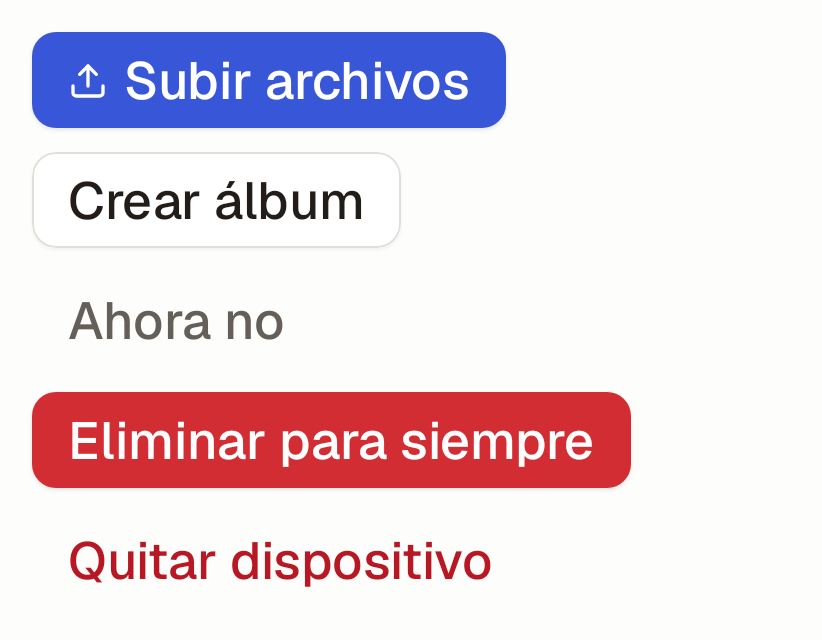 Subir archivos
Crear álbum
Ahora no
Eliminar para siempre
Quitar dispositivo